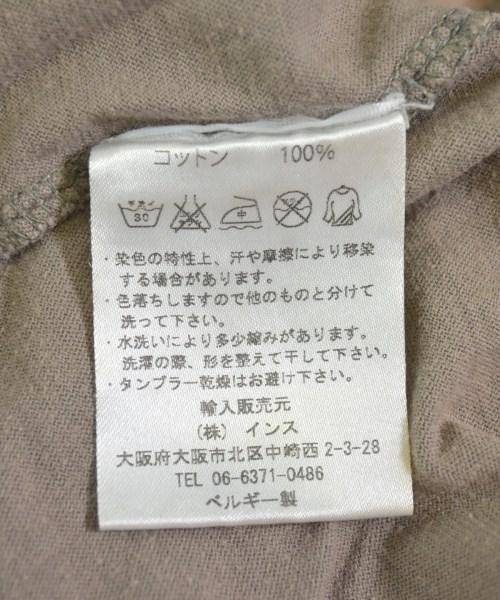 コットン 100%
30
中
・染色の特性上、汗や摩擦により移染
する場合があります。
・色落ちしますので他のものと分けて
洗って下さい。
・水洗いにより多少縮みがあります。
洗濯の際、形を整えて干して下さい。
・タンブラー乾燥はお避け下さい。
輸入販売元
(株) インス
大阪府大阪市北区中崎西 2-3-28
TEL 06-6371-0486
ベルギー製